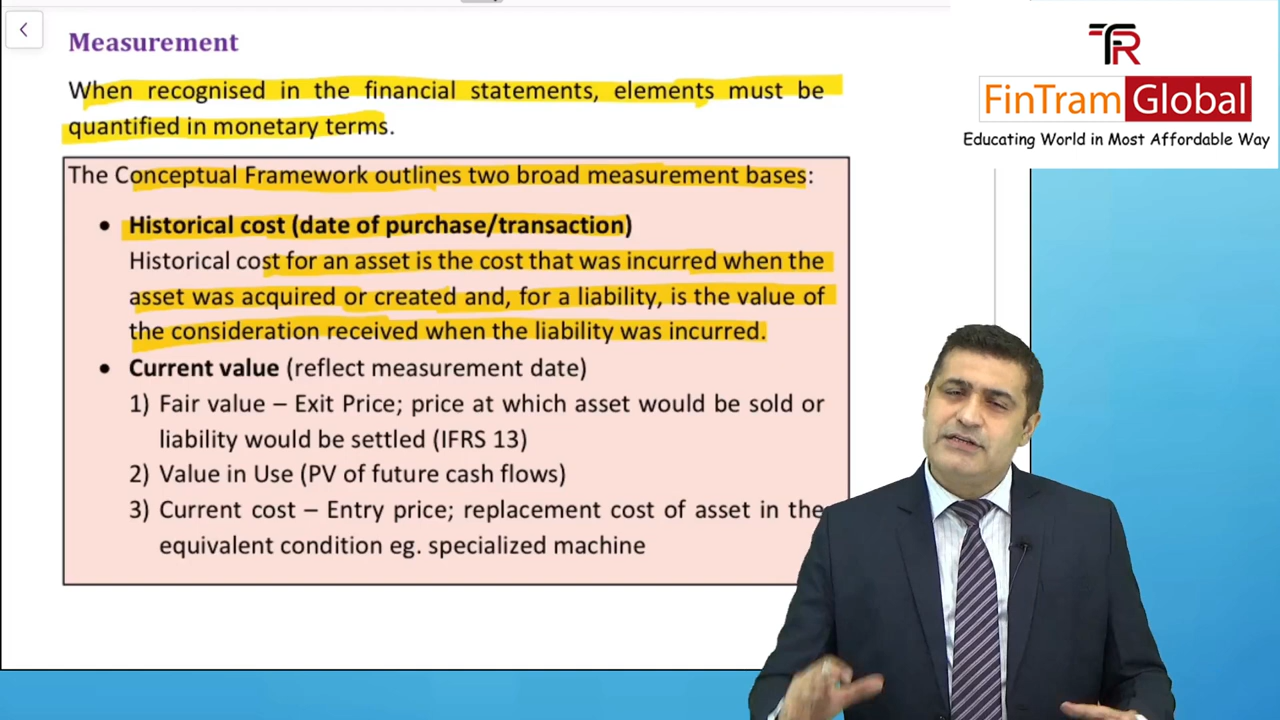 Measurement
When recognised in the financial statements, elements must be
quantified in monetary terms.
The Conceptual Framework outlines two broad measurement bases:
• Historical cost (date of purchase/transaction)
Historical cost for an asset is the cost that was incurred when the
asset was acquired or created and, for a liability, is the value of
the consideration received when the liability was incurred.
• Current value (reflect measurement date)
1) Fair value – Exit Price; price at which asset would be sold or
liability would be settled (IFRS 13)
2) Value in Use (PV of future cash flows)
3) Current cost – Entry price; replacement cost of asset in the
equivalent condition eg. specialized machine
FR
FinTram Global
Educating World in Most Affordable Way